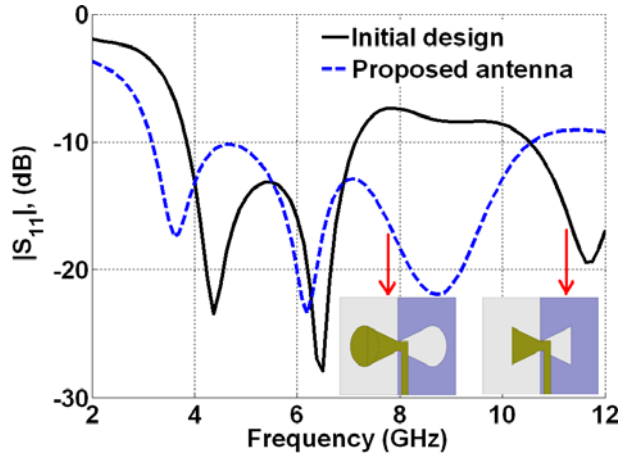 0
-10
-20
-30
|S11|, (dB)
Initial design
Proposed antenna
2 4 6 8 10 12
Frequency (GHz)